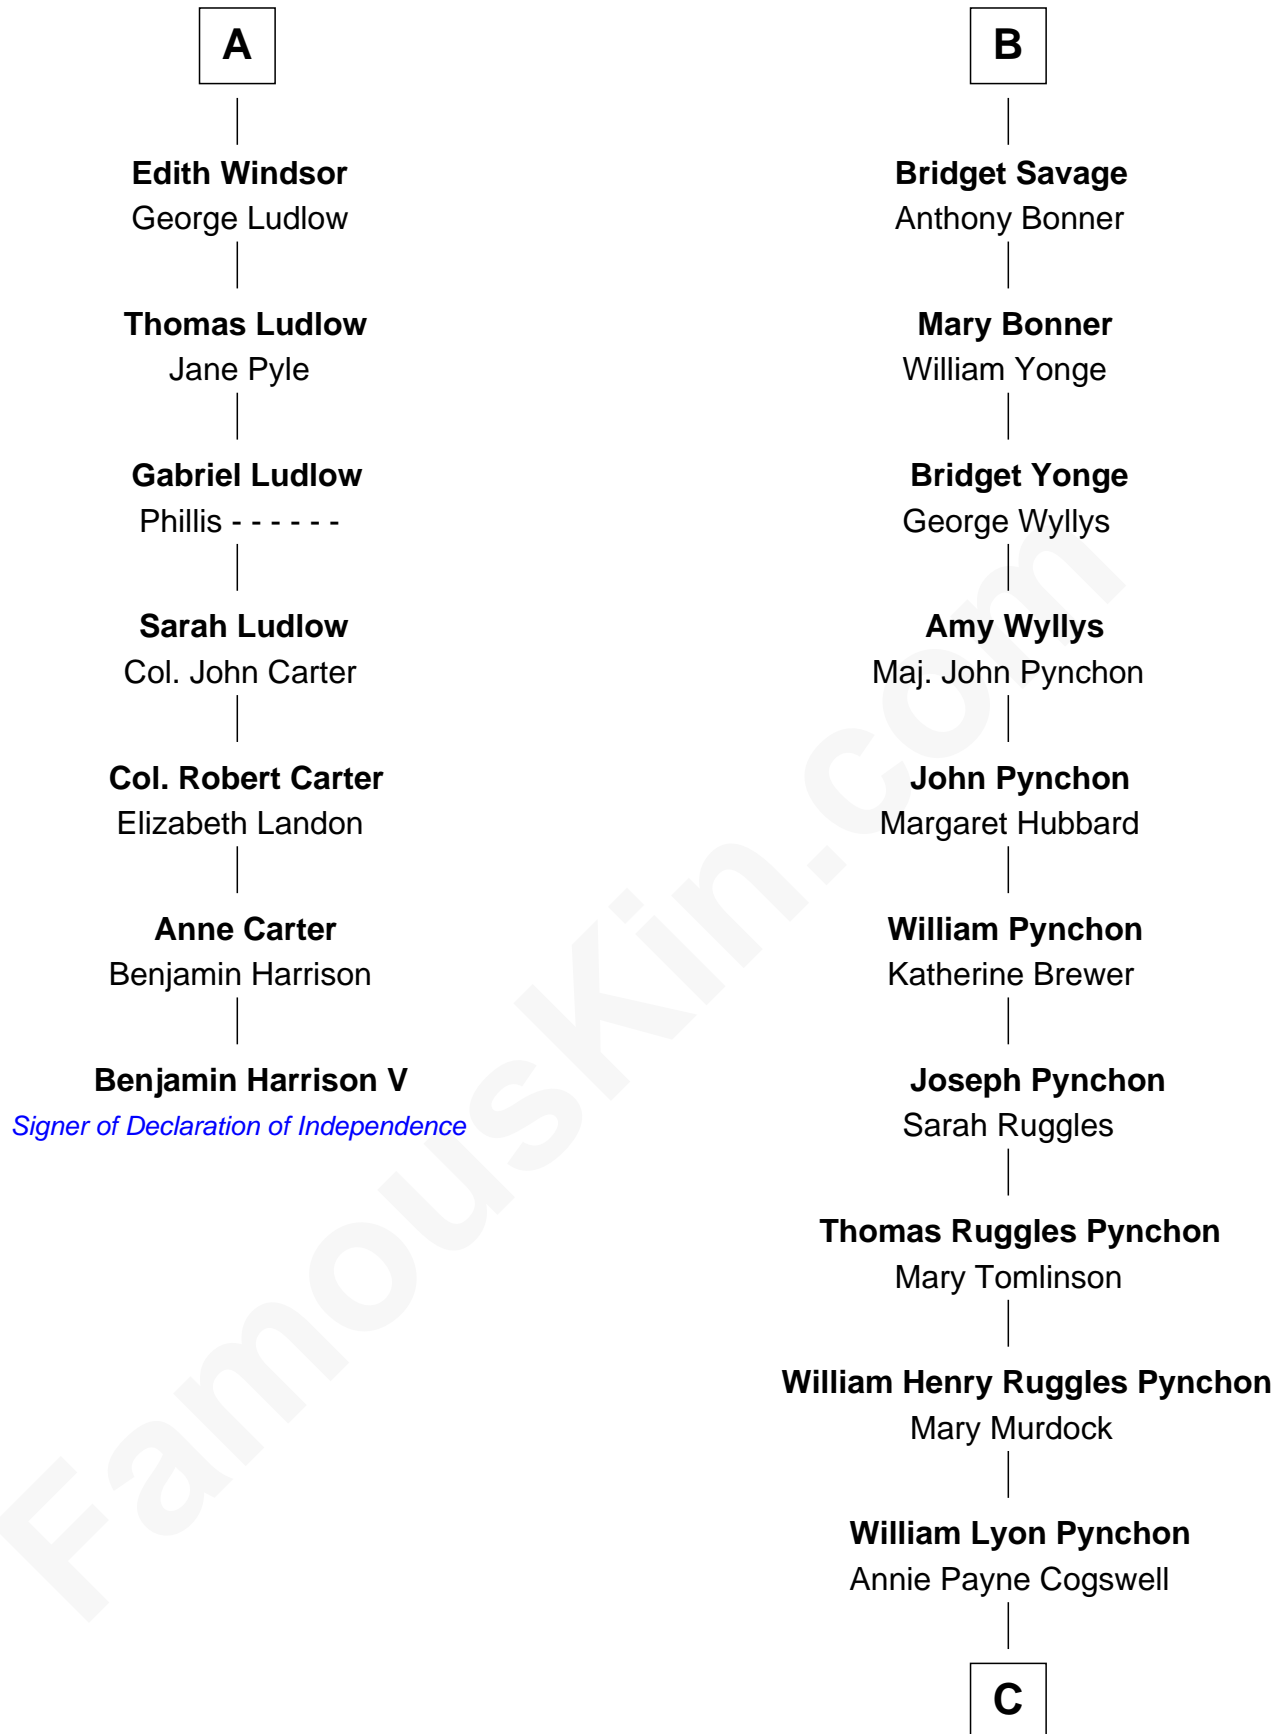 A
Edith Windsor
George Ludlow
Thomas Ludlow
Jane Pyle
Gabriel Ludlow
Phillis - - - - - -
Sarah Ludlow
Col. John Carter
Col. Robert Carter
Elizabeth Landon
Anne Carter
Benjamin Harrison
Benjamin Harrison V
Signer of Declaration of Independence
B
Bridget Savage
Anthony Bonner
Mary Bonner
William Yonge
Bridget Yonge
George Wyllys
Amy Wyllys
Maj. John Pynchon
John Pynchon
Margaret Hubbard
William Pynchon
Katherine Brewer
Joseph Pynchon
Sarah Ruggles
Thomas Ruggles Pynchon
Mary Tomlinson
William Henry Ruggles Pynchon
Mary Murdock
William Lyon Pynchon
Annie Payne Cogswell
C
FamousKin.com